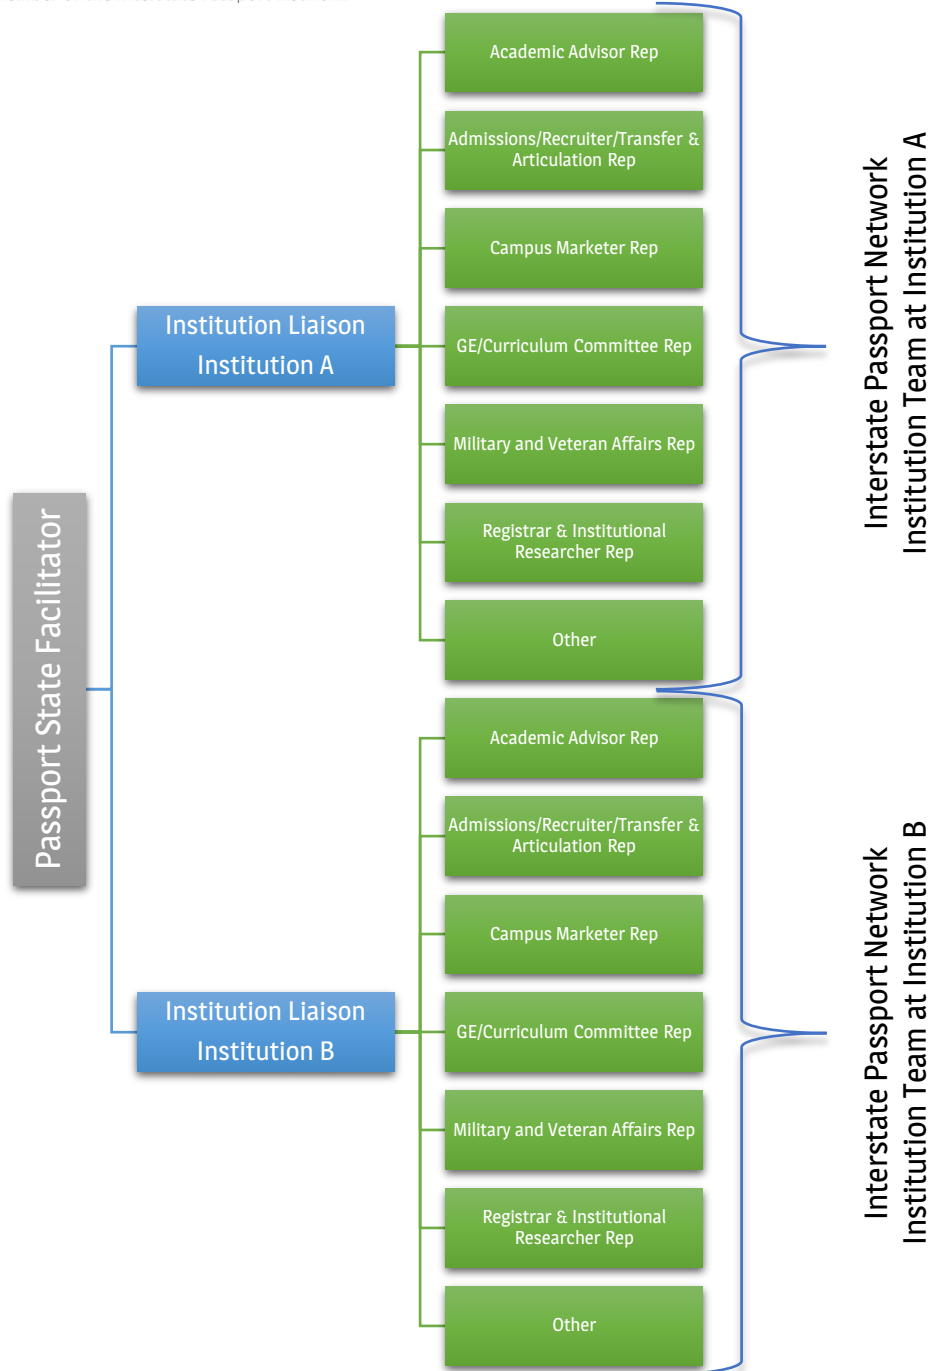 Passport State Facilitator
Institution Liaison
Institution A
Academic Advisor Rep
Admissions/Recruiter/Transfer &
Articulation Rep
Campus Marketer Rep
GE/Curriculum Committee Rep
Military and Veteran Affairs Rep
Registrar & Institutional
Researcher Rep
Other
Interstate Passport Network
Institution Team at Institution A
Institution Liaison
Institution B
Academic Advisor Rep
Admissions/Recruiter/Transfer &
Articulation Rep
Campus Marketer Rep
GE/Curriculum Committee Rep
Military and Veteran Affairs Rep
Registrar & Institutional
Researcher Rep
Other
Interstate Passport Network
Institution Team at Institution B